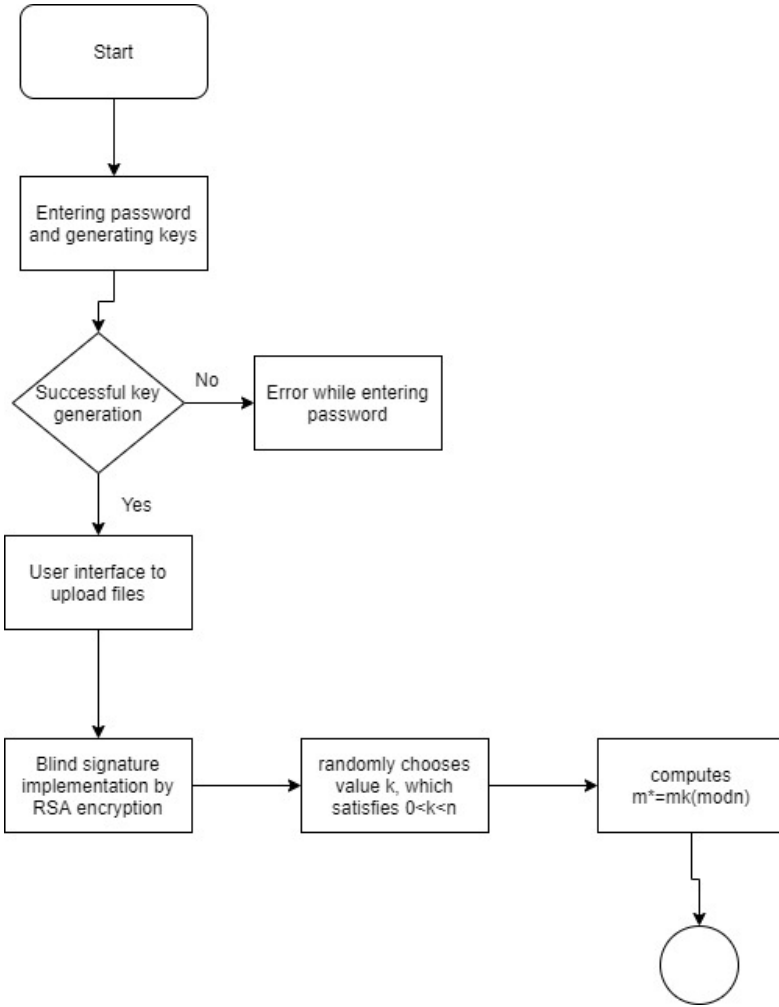 Start
Entering password
and generating keys
Successful key
generation
No
Error while entering
password
Yes
User interface to
upload files
Blind signature
implementation by
RSA encryption
randomly chooses
value k, which
satisfies 0<k<n
computes
m*=mk(modn)